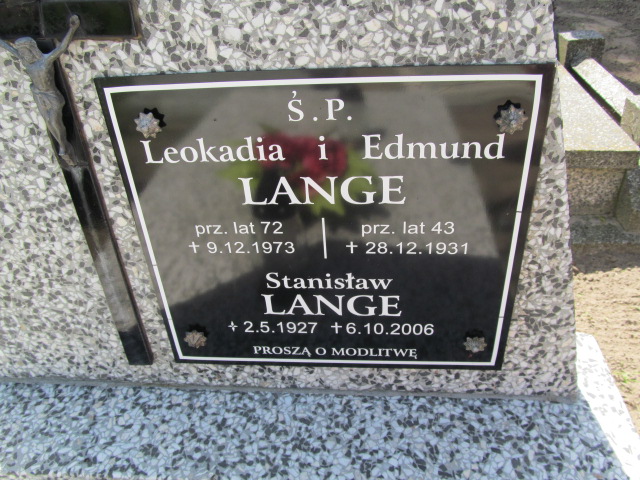 Ś.P.
Leokadia i Edmund
LANGE
prz. lat 72 prz. lat 43
✝ 9.12.1973 ✝ 28.12.1931
Stanisław
LANGE
✧ 2.5.1927 ✝ 6.10.2006
PROSZĄ O MODLITWĘ